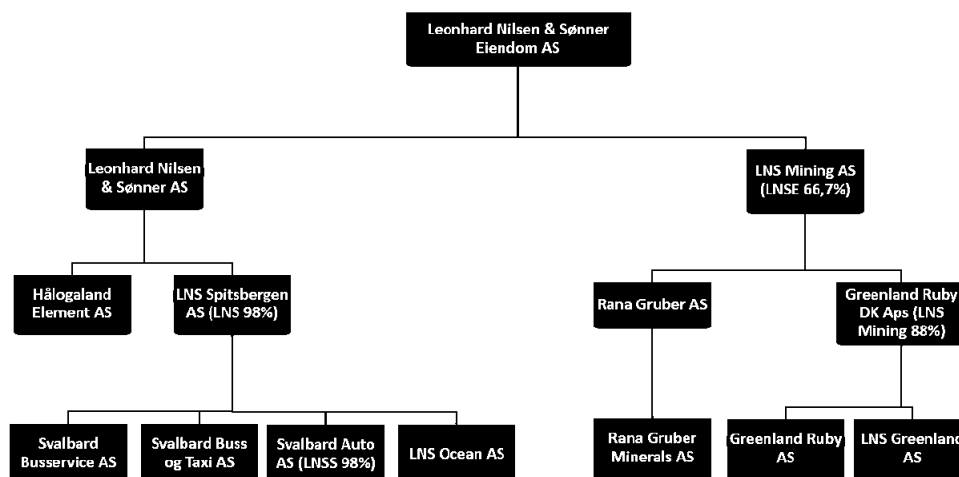 Leonhard Nilsen & Sønner
Eiendom AS
Leonhard Nilsen
& Sønner AS
LNS Mining AS
(LNSE 66,7%)
Hålogaland
Element AS
LNS Spitsbergen
AS (LNS 98%)
Rana Gruber AS
Greenland Ruby
DK Aps (LNS
Mining 88%)
Svalbard
Busservice AS
Svalbard Buss
og Taxi AS
Svalbard Auto
AS (LNSS 98%)
LNS Ocean AS
Rana Gruber
Minerals AS
Greenland Ruby
AS
LNS Greenland
AS